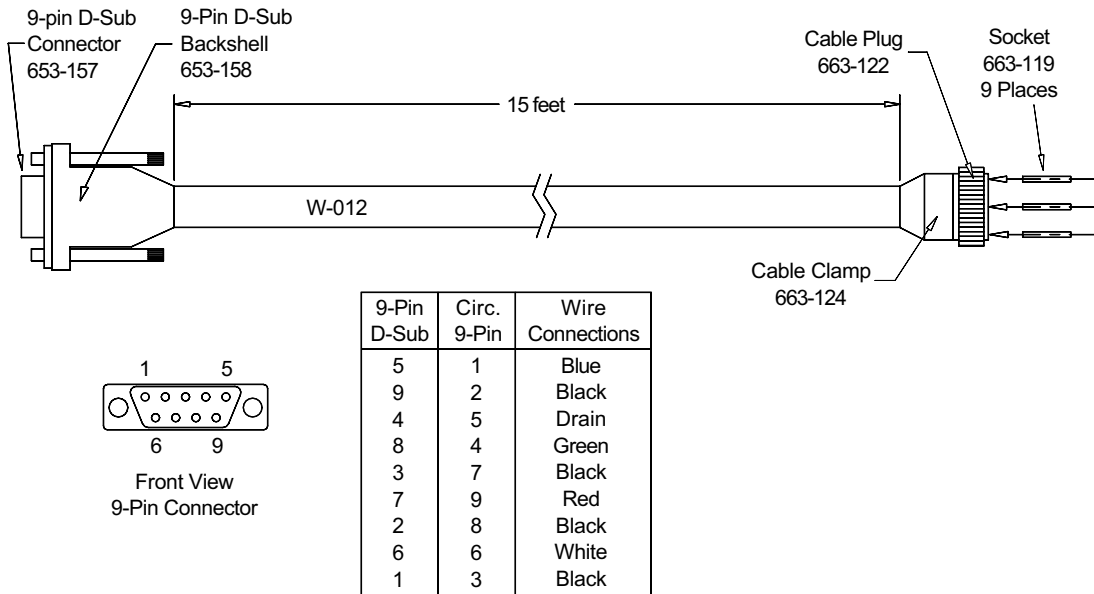 9-pin D-Sub
Connector
653-157
9-Pin D-Sub
Backshell
653-158
Cable Plug
663-122
Socket
663-119
9 Places
15 feet
W-012
Cable Clamp
663-124
1 5
6 9
Front View
9-Pin Connector
9-Pin D-Sub Circ. 9-Pin Wire Connections
5 1 Blue
9 2 Black
4 5 Drain
8 4 Green
3 7 Black
7 9 Red
2 8 Black
6 6 White
1 3 Black